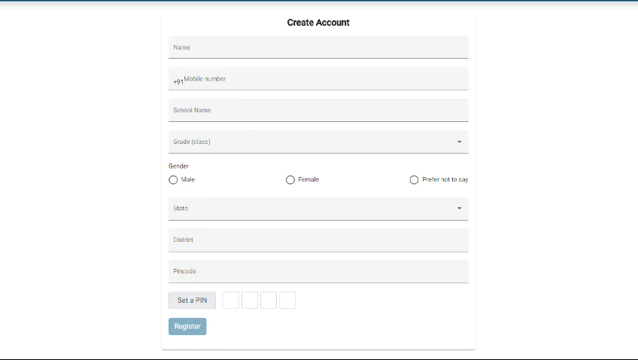 Create Account
Name
+91 Mobile number
School Name
Grade (class)
Gender
Male Female Prefer not to say
State
District
Pincode
Set a PIN
Register